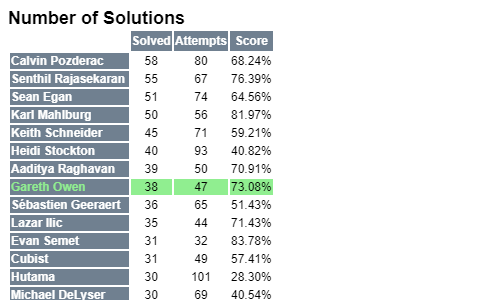 Number of Solutions
Solved Attempts Score
Calvin Pozderac 58 80 68.24%
Senthil Rajasekaran 55 67 76.39%
Sean Egan 51 74 64.56%
Karl Mahlburg 50 56 81.97%
Keith Schneider 45 71 59.21%
Heidi Stockton 40 93 40.82%
Aaditya Raghavan 39 50 70.91%
Gareth Owen 38 47 73.08%
Sébastien Geeraert 36 65 51.43%
Lazar Ilic 35 44 71.43%
Evan Semet 31 32 83.78%
Cubist 31 49 57.41%
Hutama 30 101 28.30%
Michael DeLyser 30 69 40.54%